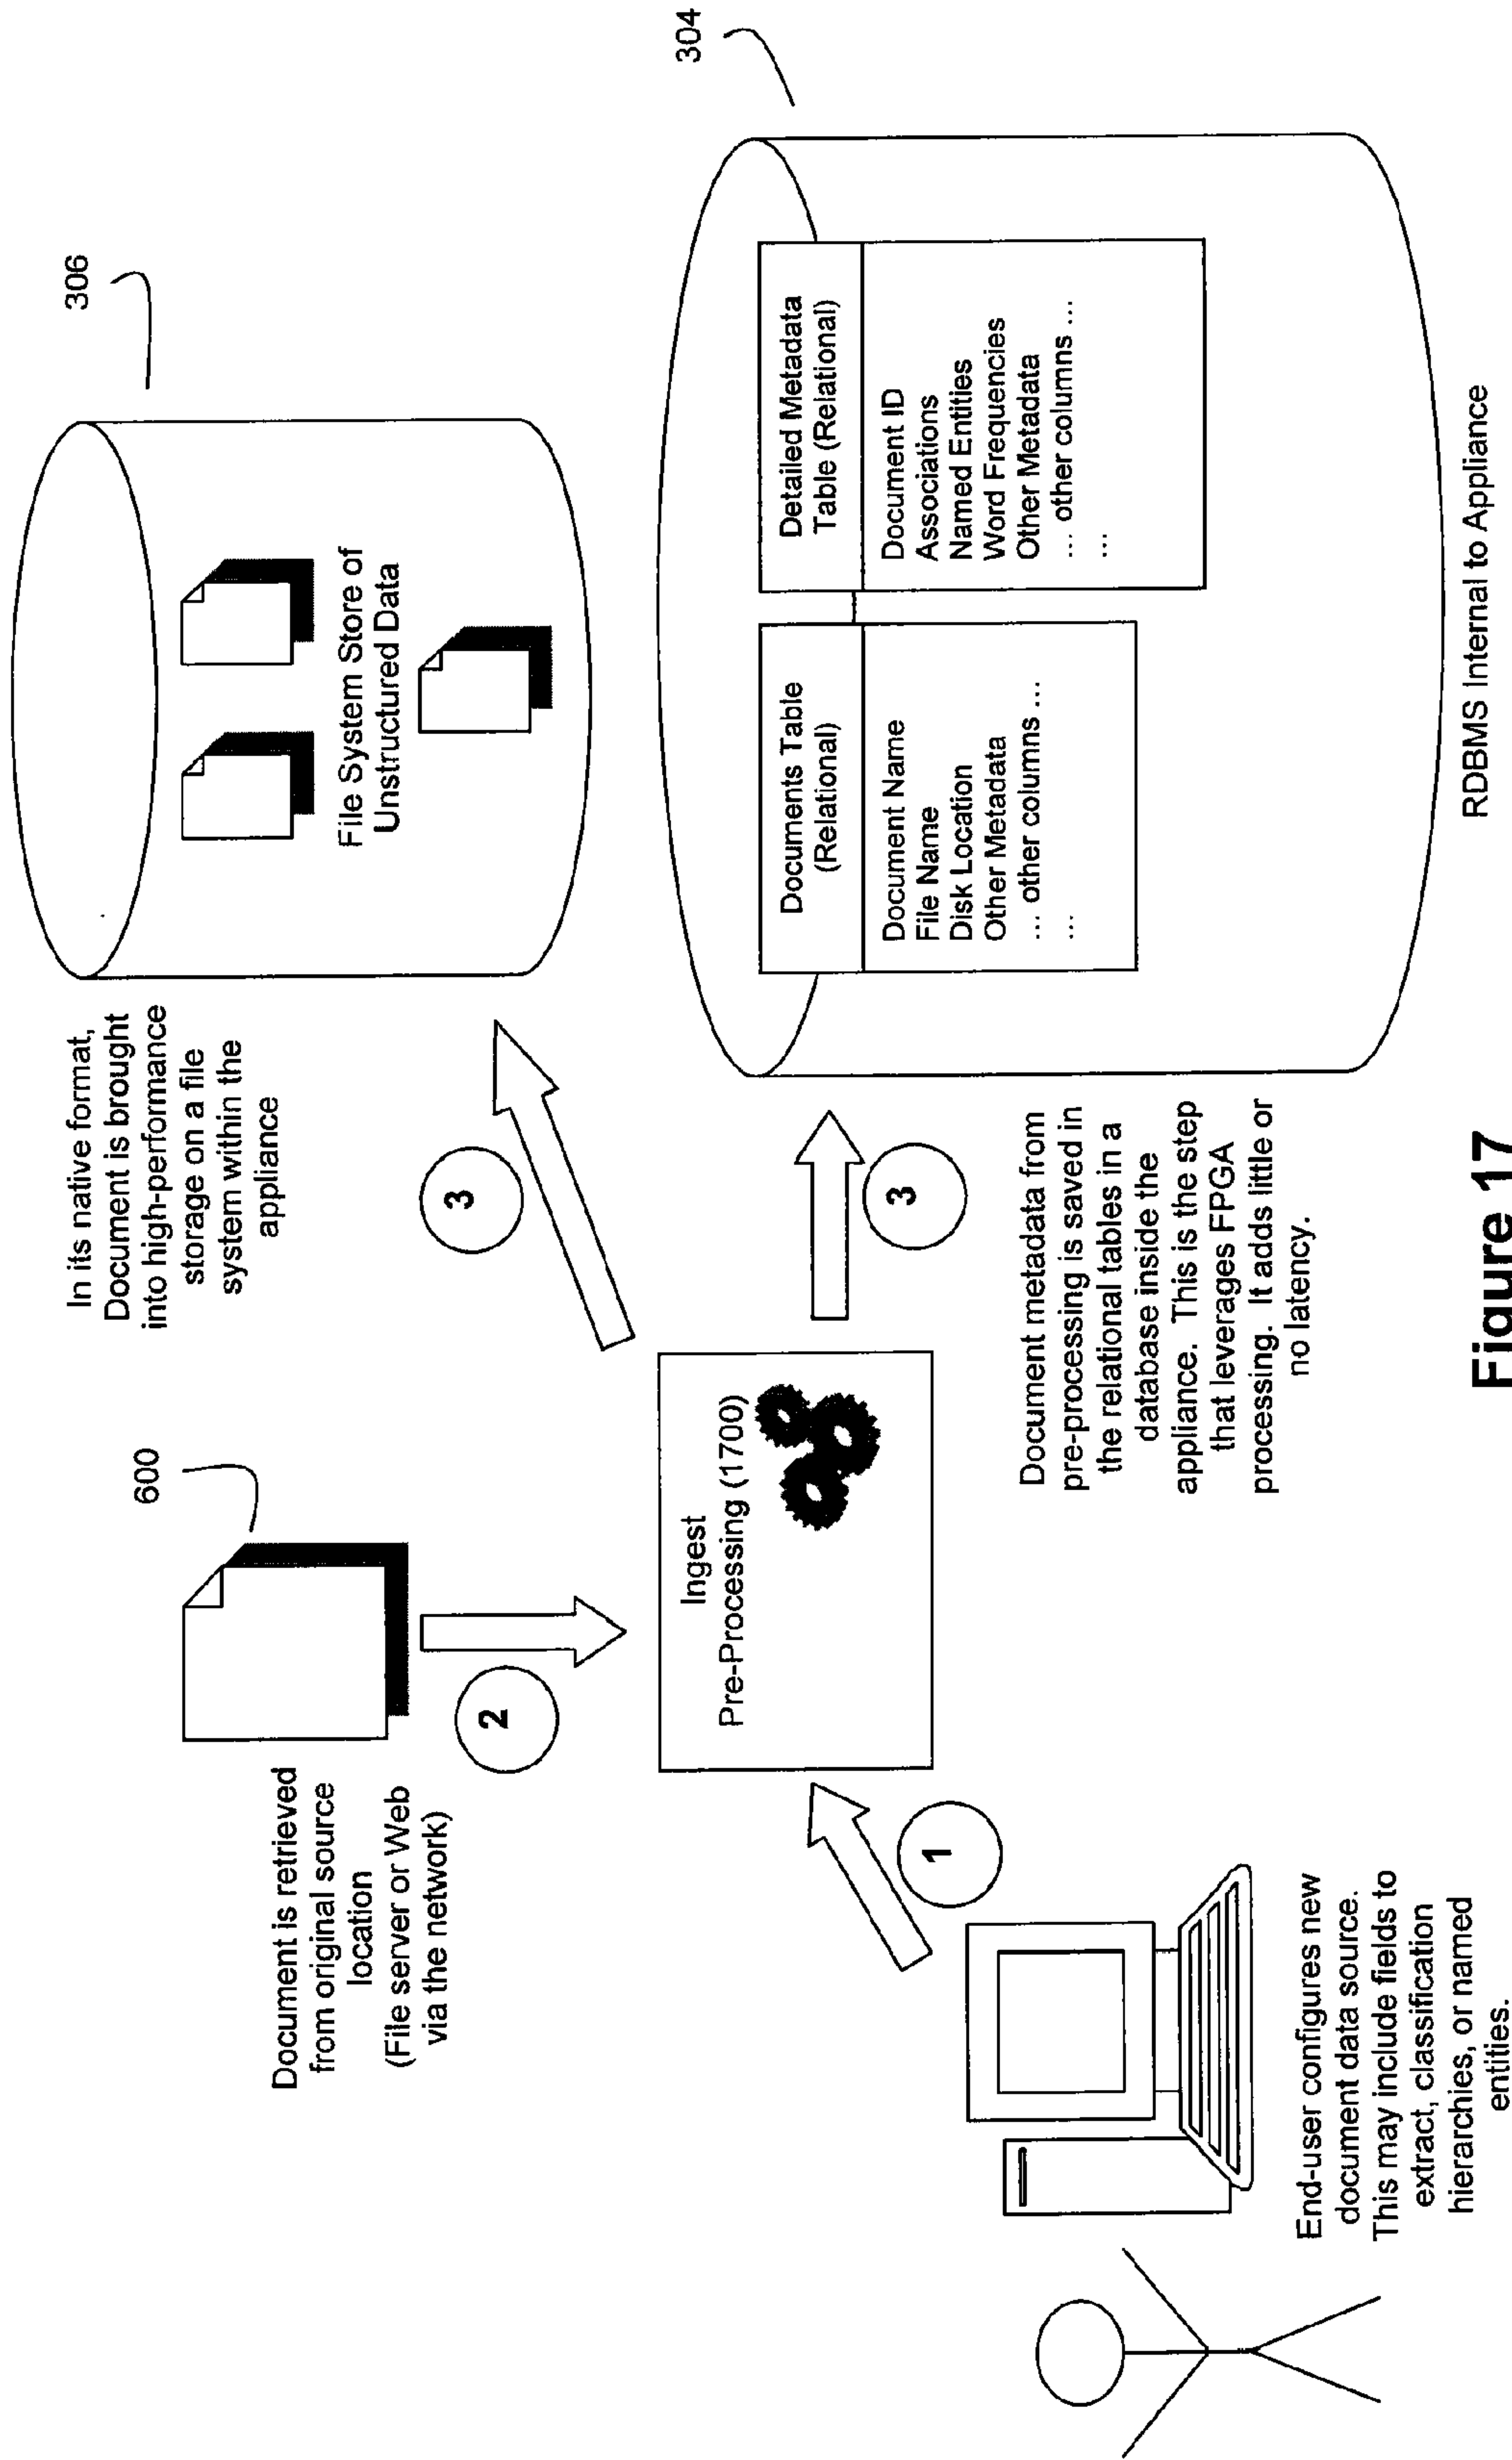 600
306
304
Document is retrieved
from original source
location
(File server or Web
via the network)
2
In its native format,
Document is brought
into high-performance
storage on a file
system within the
appliance
3
File System Store of
Unstructured Data
1
End-user configures new
document data source.
This may include fields to
extract, classification
hierarchies, or named
entities.
Ingest
Pre-Processing (1700)
3
Document metadata from
pre-processing is saved in
the relational tables in a
database inside the
appliance. This is the step
that leverages FPGA
processing. It adds little or
no latency.
Documents Table
(Relational)
Document Name
File Name
Disk Location
Other Metadata
... other columns ...
...
Detailed Metadata
Table (Relational)
Document ID
Associations
Named Entities
Word Frequencies
Other Metadata
... other columns ...
...
RDBMS Internal to Appliance
Figure 17